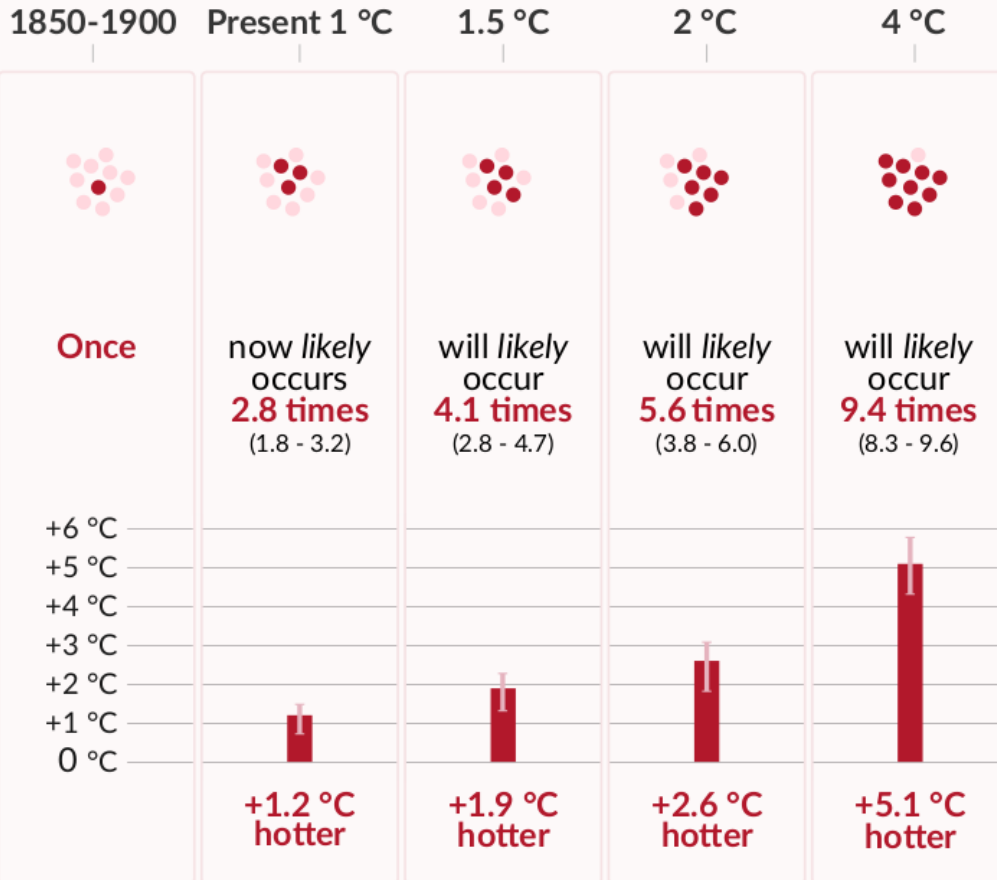 1850-1900 Present 1 °C 1.5 °C 2 °C 4 °C
Once
now likely
occurs
2.8 times
(1.8 - 3.2)
will likely
occur
4.1 times
(2.8 - 4.7)
will likely
occur
5.6 times
(3.8 - 6.0)
will likely
occur
9.4 times
(8.3 - 9.6)
+6 °C
+5 °C
+4 °C
+3 °C
+2 °C
+1 °C
0 °C
+1.2 °C
hotter
+1.9 °C
hotter
+2.6 °C
hotter
+5.1 °C
hotter